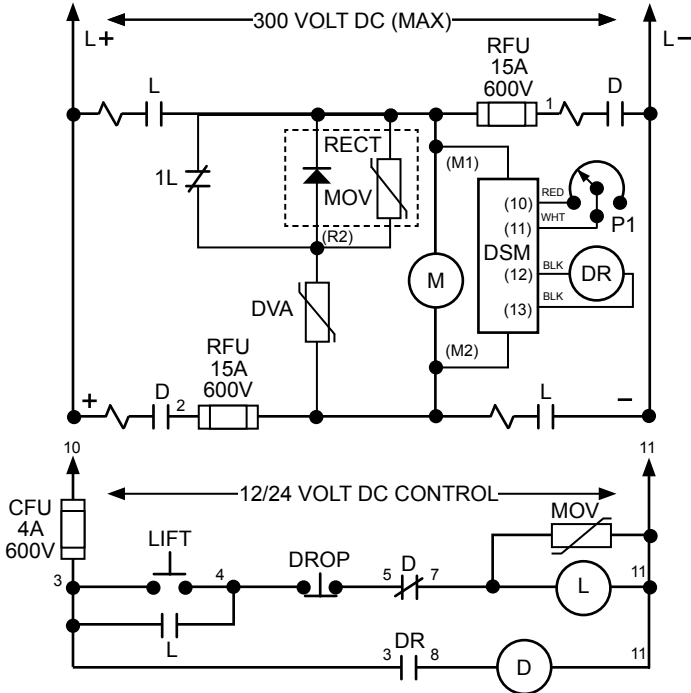 300 VOLT DC (MAX)
L+
L−
RFU
15A
600V
L
1
D
RECT
1L
MOV
(R2)
(M1)
RED
(10)
WHT
(11)
P1
DSM
BLK
(12)
DR
BLK
(13)
M
DVA
(M2)
RFU
15A
600V
+
D
2
L
−
10
11
12/24 VOLT DC CONTROL
CFU
4A
600V
MOV
LIFT
DROP
D
3
4
5
7
L
11
L
DR
3
8
D
11